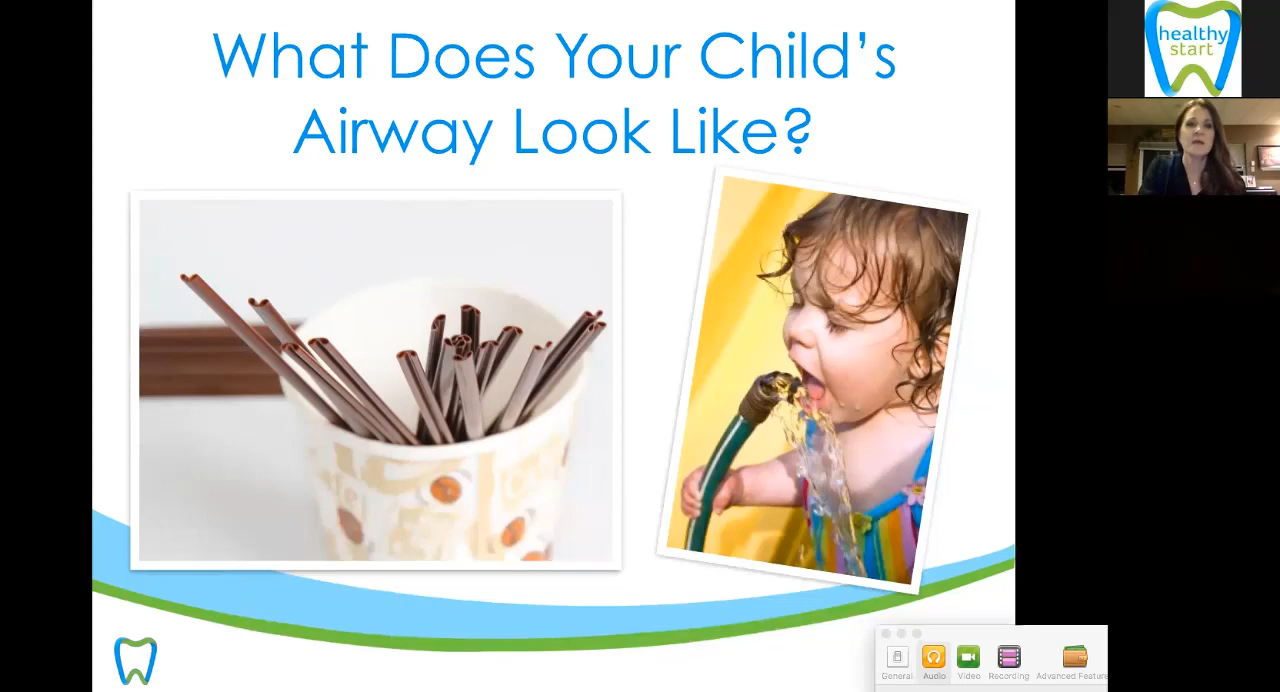 What Does Your Child's
Airway Look Like?
healthy
start
General
Audio
Video
Recording
Advanced Feature